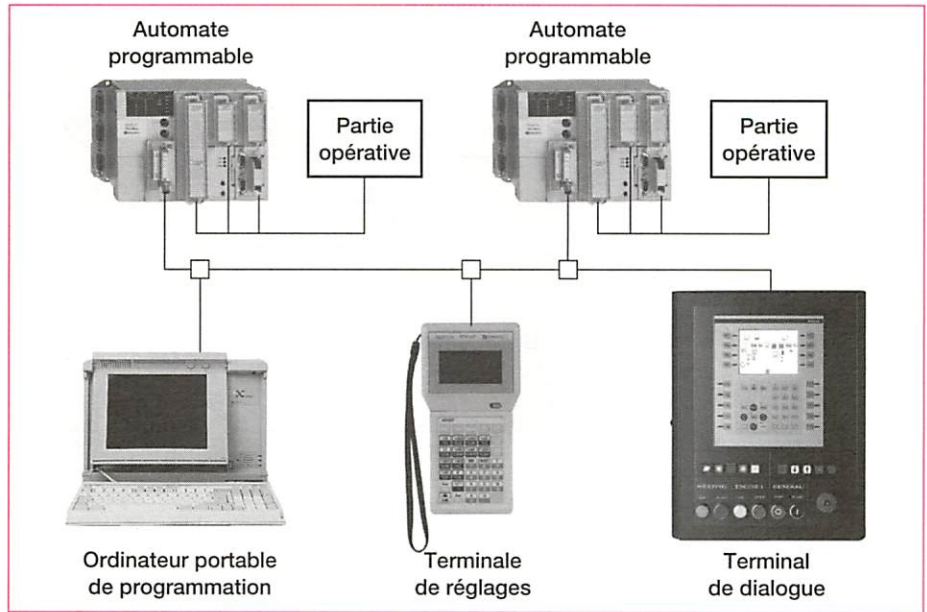 Automate
programmable
Automate
programmable
Partie
opérative
Partie
opérative
Ordinateur portable
de programmation
Terminale
de réglages
Terminal
de dialogue